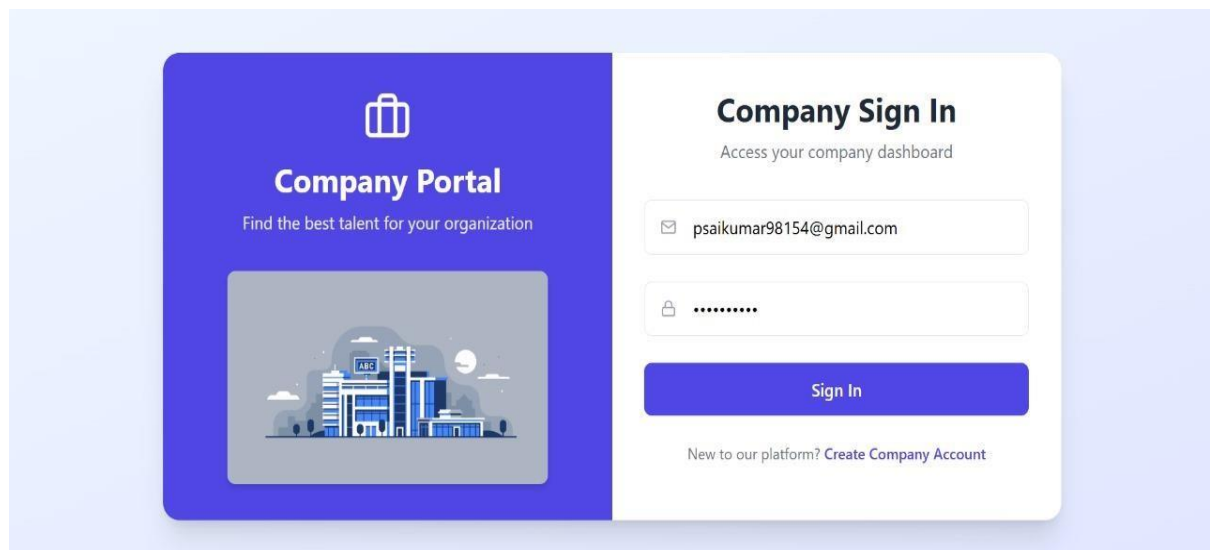 Company Portal
Find the best talent for your organization
ABC
Company Sign In
Access your company dashboard
psaikumar98154@gmail.com
••••••••••
Sign In
New to our platform? Create Company Account